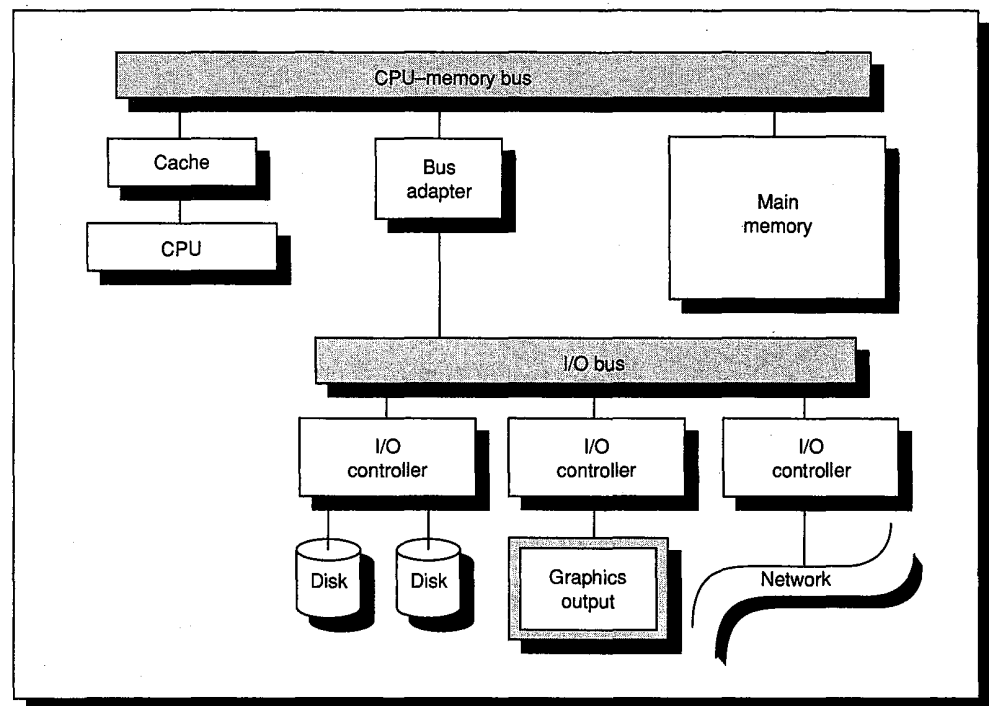 CPU–memory bus
Cache
Bus
adapter
Main
memory
CPU
I/O bus
I/O
controller
I/O
controller
I/O
controller
Disk
Disk
Graphics
output
Network